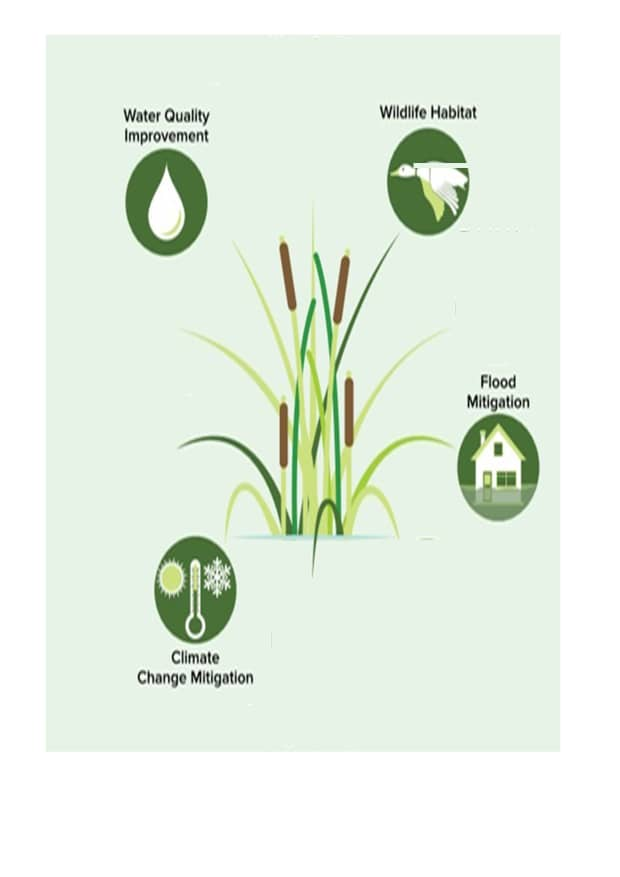 Water Quality
Improvement
Wildlife Habitat
Flood
Mitigation
Climate
Change Mitigation